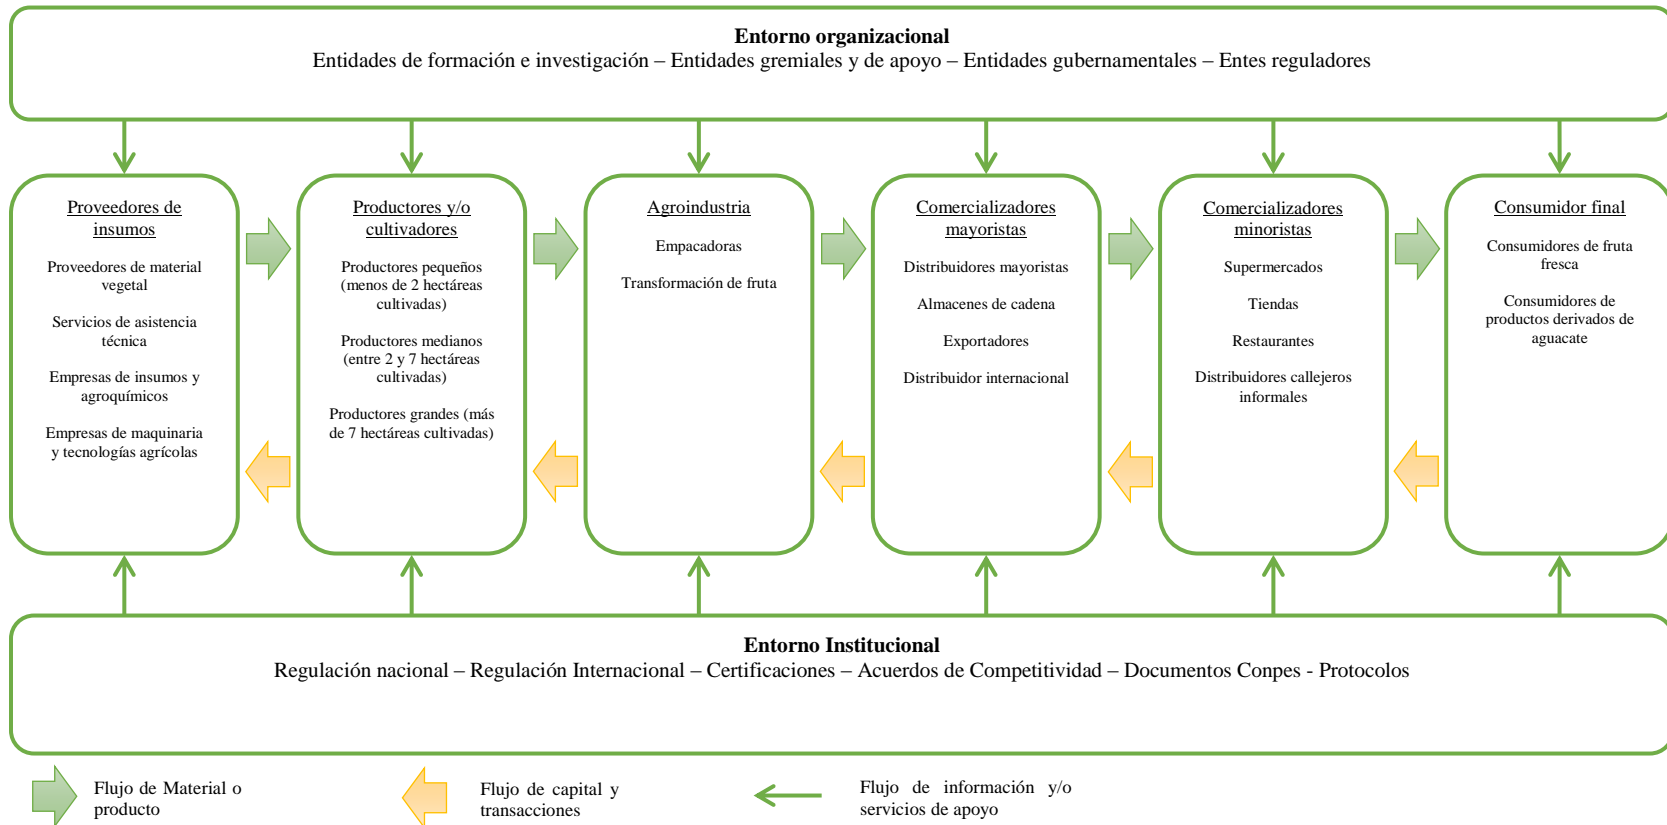 Entorno organizacional
Entidades de formación e investigación – Entidades gremiales y de apoyo – Entidades gubernamentales – Entes reguladores
Proveedores de
insumos
Proveedores de material
vegetal
Servicios de asistencia
técnica
Empresas de insumos y
agroquímicos
Empresas de maquinaria
y tecnologías agrícolas
Productores y/o
cultivadores
Productores pequeños
(menos de 2 hectáreas
cultivadas)
Productores medianos
(entre 2 y 7 hectáreas
cultivadas)
Productores grandes (más
de 7 hectáreas cultivadas)
Agroindustria
Empacadoras
Transformación de fruta
Comercializadores
mayoristas
Distribuidores mayoristas
Almacenes de cadena
Exportadores
Distribuidor internacional
Comercializadores
minoristas
Supermercados
Tiendas
Restaurantes
Distribuidores callejeros
informales
Consumidor final
Consumidores de fruta
fresca
Consumidores de
productos derivados de
aguacate
Entorno Institucional
Regulación nacional – Regulación Internacional – Certificaciones – Acuerdos de Competitividad – Documentos Conpes - Protocolos
Flujo de Material o
producto
Flujo de capital y
transacciones
Flujo de información y/o
servicios de apoyo